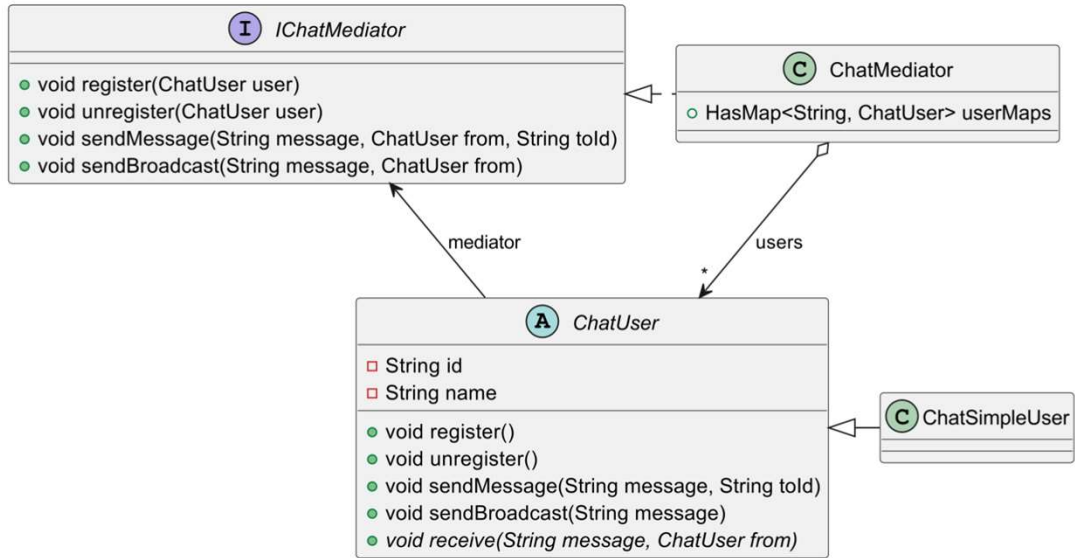 I IChatMediator
void register(ChatUser user)
void unregister(ChatUser user)
void sendMessage(String message, ChatUser from, String toId)
void sendBroadcast(String message, ChatUser from)
C ChatMediator
HasMap<String, ChatUser> userMaps
mediator
users
*
A ChatUser
String id
String name
void register()
void unregister()
void sendMessage(String message, String toId)
void sendBroadcast(String message)
void receive(String message, ChatUser from)
C ChatSimpleUser